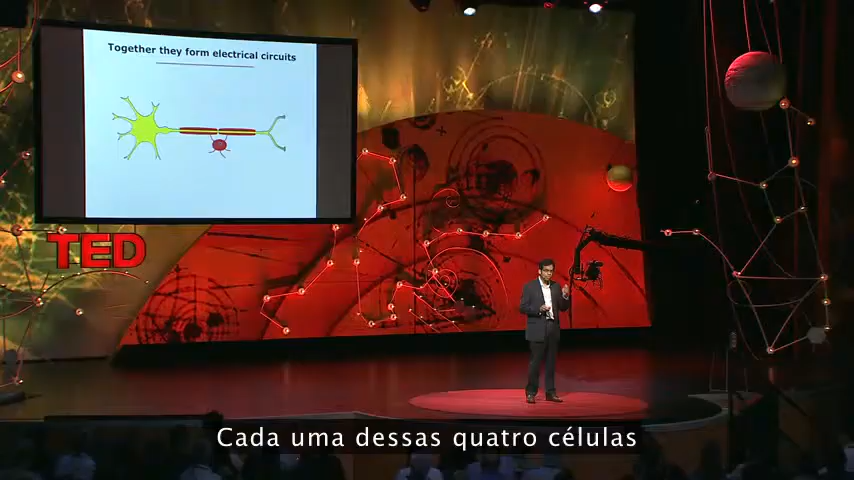 Together they form electrical circuits
TED
Cada uma dessas quatro células